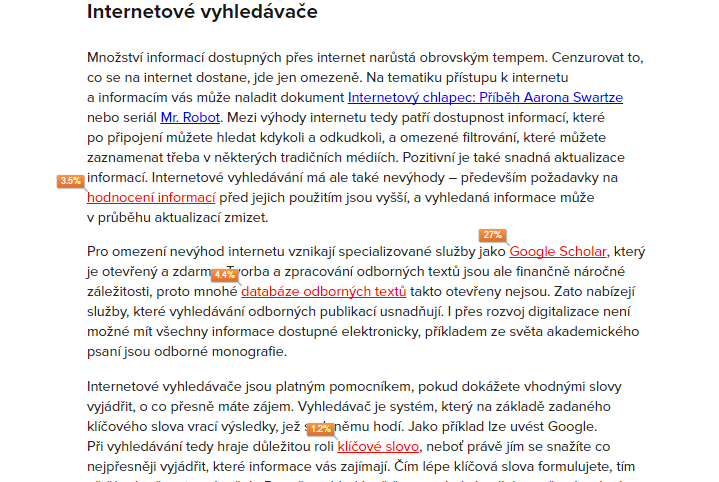 Internetové vyhledávače
Množství informací dostupných přes internet narůstá obrovským tempem. Cenzurovat to,
co se na internet dostane, jde jen omezeně. Na tematiku přístupu k internetu
a informacím vás může naladit dokument Internetový chlapec: Příběh Aarona Swartze
nebo seriál Mr. Robot. Mezi výhody internetu tedy patří dostupnost informací, které
po připojení můžete hledat kdykoli a odkudkoli, a omezené filtrování, které můžete
zaznamenat třeba v některých tradičních médiích. Pozitivní je také snadná aktualizace
informací. Internetové vyhledávání má ale také nevýhody – především požadavky na
3.5%
hodnocení informací před jejich použitím jsou vyšší, a vyhledaná informace může
v průběhu aktualizací zmizet.
27%
Pro omezení nevýhod internetu vznikají specializované služby jako Google Scholar, který
je otevřený a zdarma. Tvorba a zpracování odborných textů jsou ale finančně náročné
4.4%
záležitosti, proto mnohé databáze odborných textů takto otevřeny nejsou. Zato nabízejí
služby, které vyhledávání odborných publikací usnadňují. I přes rozvoj digitalizace není
možné mít všechny informace dostupné elektronicky, příkladem ze světa akademického
psaní jsou odborné monografie.
Internetové vyhledávače jsou platným pomocníkem, pokud dokážete vhodnými slovy
vyjádřit, o co přesně máte zájem. Vyhledávač je systém, který na základě zadaného
klíčového slova vrací výsledky, jež s němu hodí. Jako příklad lze uvést Google.
1.2%
Při vyhledávání tedy hraje důležitou roli klíčové slovo, neboť právě jím se snažíte co
nejpřesněji vyjádřit, které informace vás zajímají. Čím lépe klíčová slova formulujete, tím